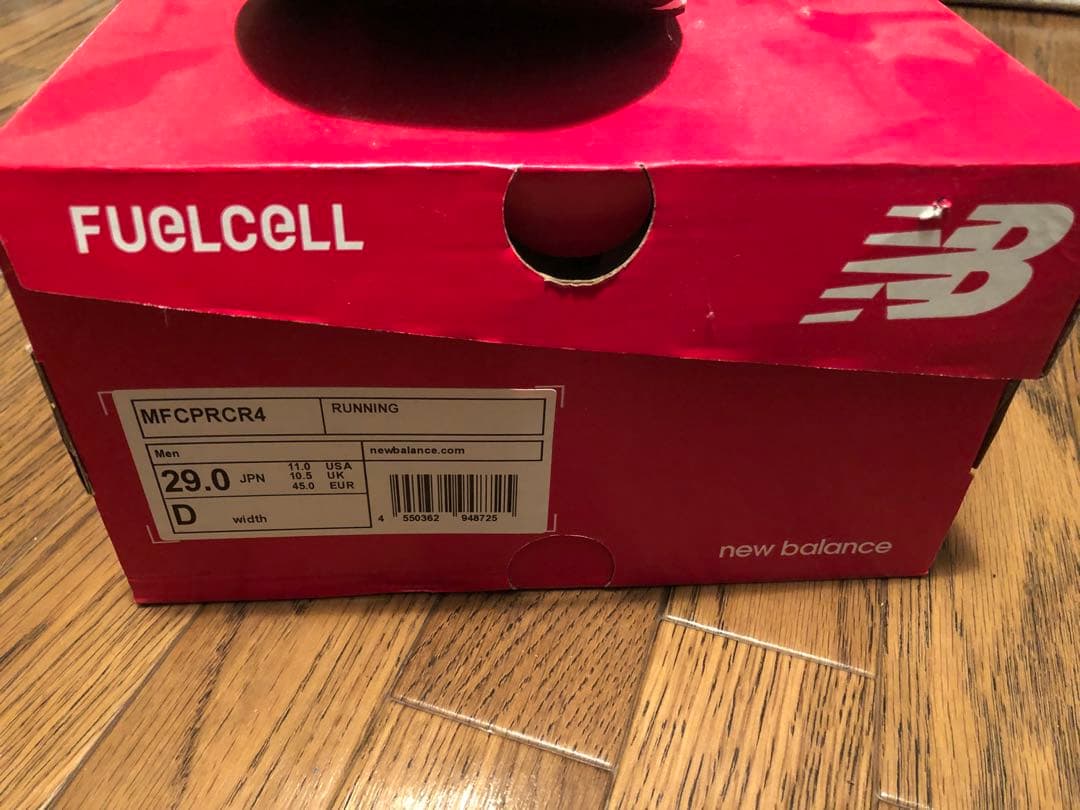 FUELCELL
NB
MFCPRCR4
RUNNING
Men
newbalance.com
29.0 JPN
11.0 USA
10.5 UK
45.0 EUR
D width
4 550362 948725
new balance